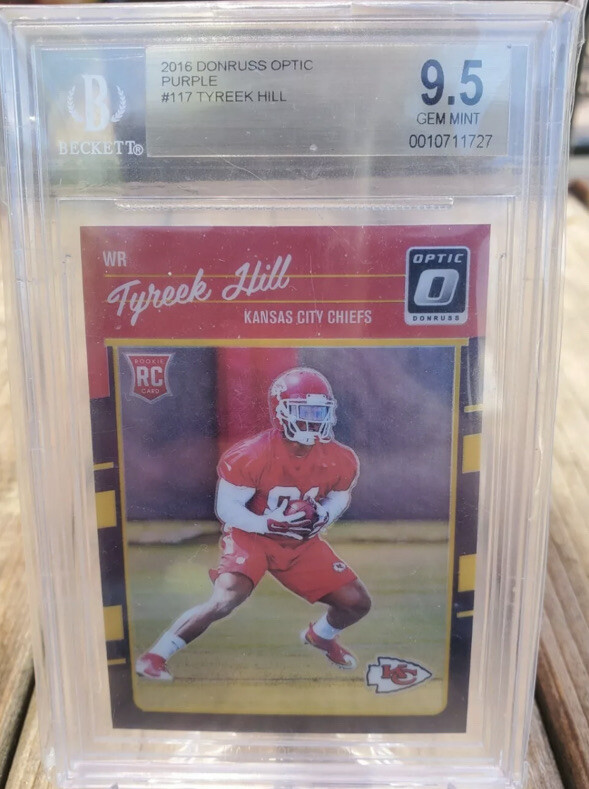 2016 DONRUSS OPTIC
PURPLE
#117 TYREEK HILL
9.5
GEM MINT
0010711727
B
BECKETT®
WR
Tyreek Hill
KANSAS CITY CHIEFS
OPTIC
O
DONRUSS
ROOKIE
RC
CARD
KC